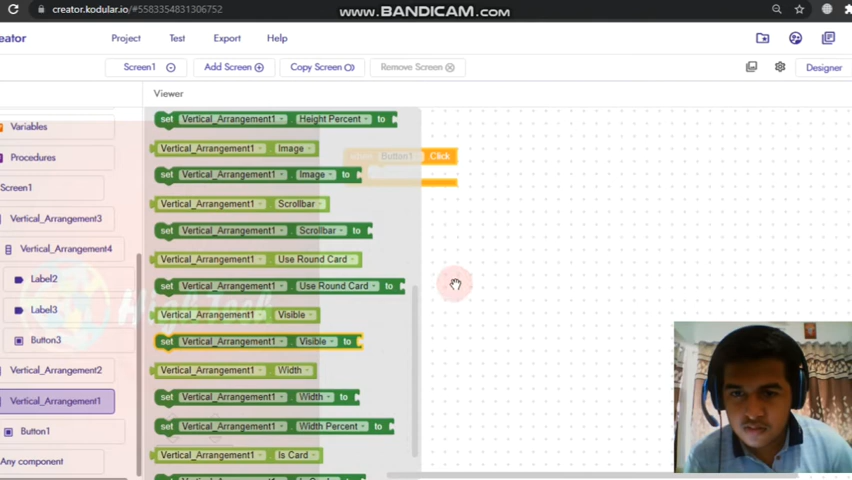 creator.kodular.io/#5583354831306752
www.BANDICAM.com
eator
Project Test Export Help
Screen1 Add Screen Copy Screen Remove Screen Designer
Viewer
Variables
Procedures
Screen1
Vertical_Arrangement3
Vertical_Arrangement4
Label2
Label3
Button3
Vertical_Arrangement2
Vertical_Arrangement1
Button1
Any component
set Vertical_Arrangement1 . Height Percent to
Vertical_Arrangement1 . Image
set Vertical_Arrangement1 . Image to
Vertical_Arrangement1 . Scrollbar
set Vertical_Arrangement1 . Scrollbar to
Vertical_Arrangement1 . Use Round Card
set Vertical_Arrangement1 . Use Round Card to
Vertical_Arrangement1 . Visible
set Vertical_Arrangement1 . Visible to
Vertical_Arrangement1 . Width
set Vertical_Arrangement1 . Width to
set Vertical_Arrangement1 . Width Percent to
Vertical_Arrangement1 . Is Card
when Button1 . Click